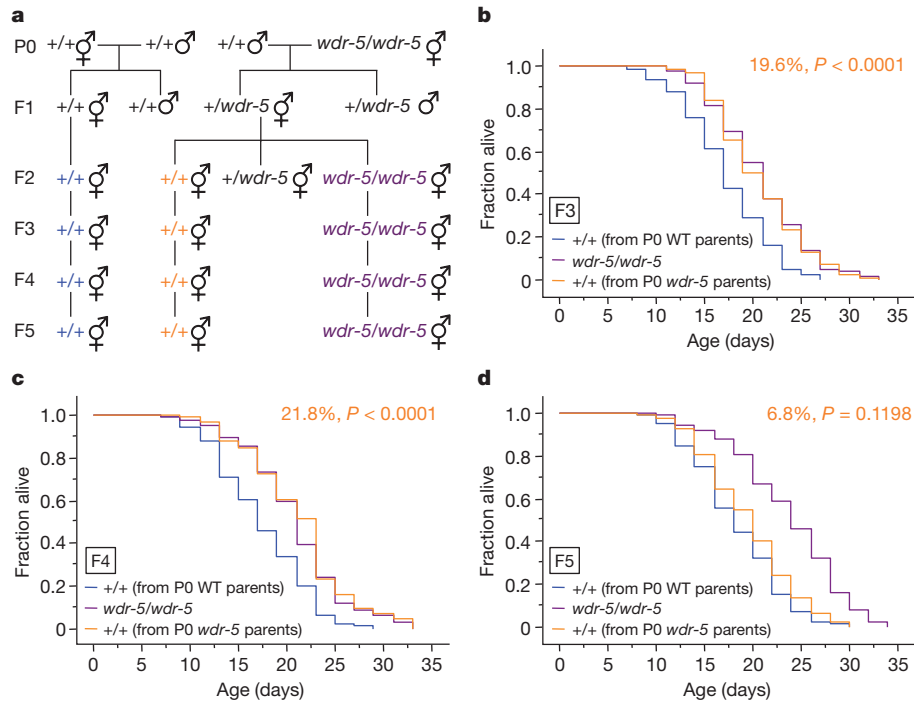 a
P0 +/+ +/+ +/+ wdr-5/wdr-5
F1 +/+ +/+ +/wdr-5 +/wdr-5
F2 +/+ +/+ +/wdr-5 wdr-5/wdr-5
F3 +/+ +/+ wdr-5/wdr-5
F4 +/+ +/+ wdr-5/wdr-5
F5 +/+ +/+ wdr-5/wdr-5
b
19.6%, P < 0.0001
Fraction alive
1.0
0.8
0.6
0.4
0.2
0
F3
+/+ (from P0 WT parents)
wdr-5/wdr-5
+/+ (from P0 wdr-5 parents)
0 5 10 15 20 25 30 35
Age (days)
c
21.8%, P < 0.0001
Fraction alive
1.0
0.8
0.6
0.4
0.2
0
F4
+/+ (from P0 WT parents)
wdr-5/wdr-5
+/+ (from P0 wdr-5 parents)
0 5 10 15 20 25 30 35
Age (days)
d
6.8%, P = 0.1198
Fraction alive
1.0
0.8
0.6
0.4
0.2
0
F5
+/+ (from P0 WT parents)
wdr-5/wdr-5
+/+ (from P0 wdr-5 parents)
0 5 10 15 20 25 30 35
Age (days)